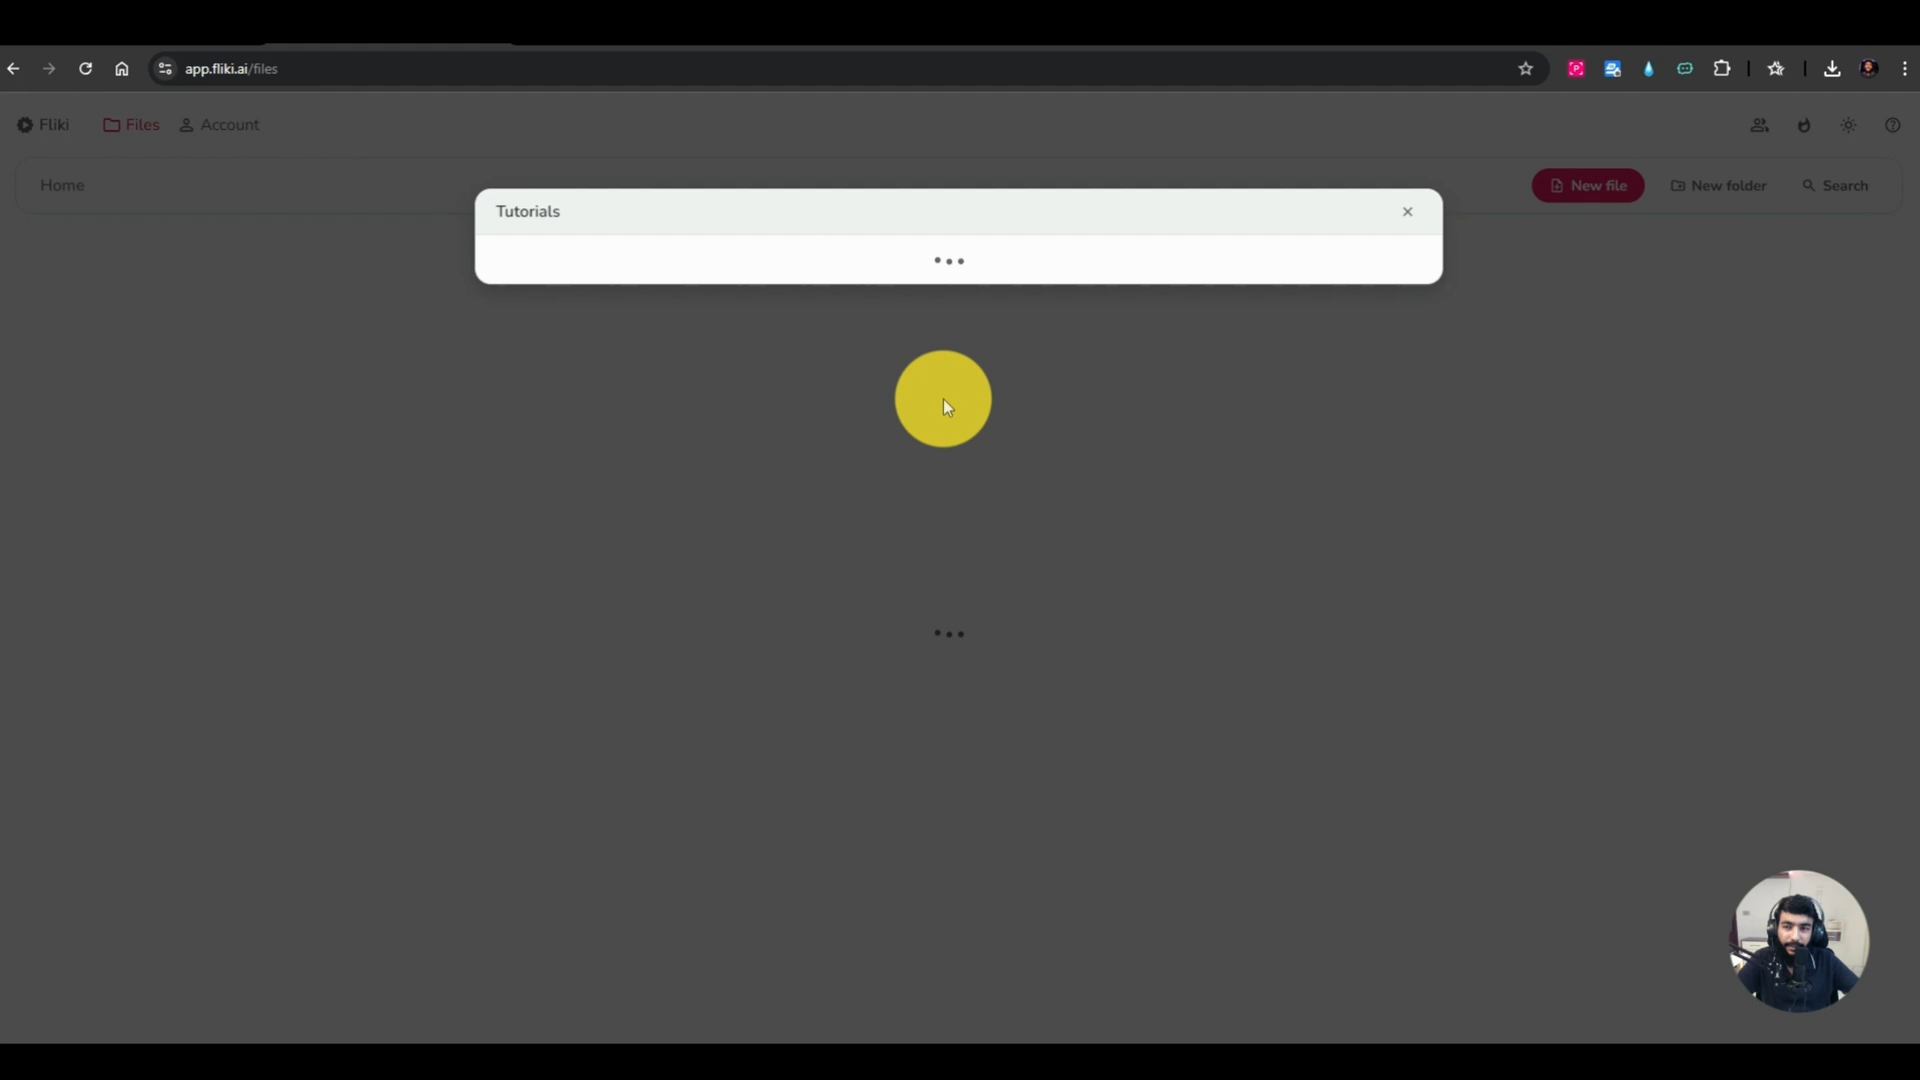 app.fliki.ai/files
Fliki Files Account
Home New file New folder Search
Tutorials